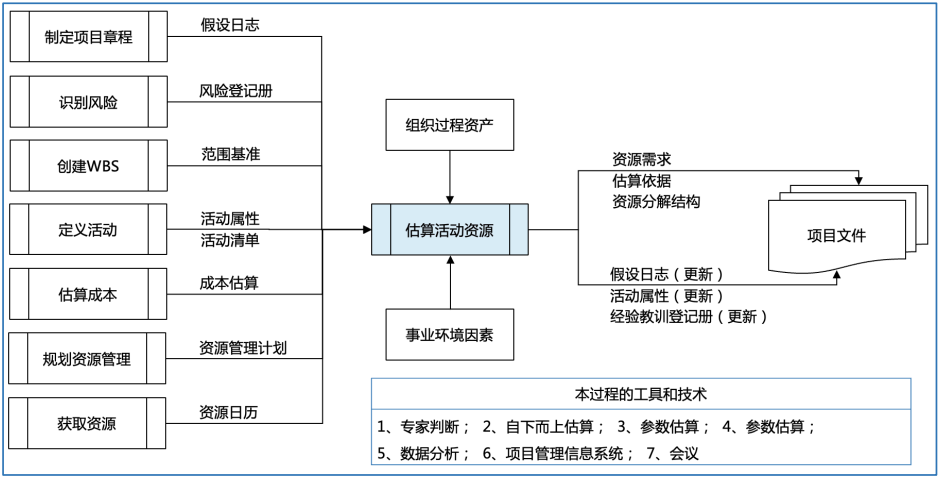 制定项目章程
假设日志
识别风险
风险登记册
创建WBS
范围基准
定义活动
活动属性
活动清单
估算成本
成本估算
规划资源管理
资源管理计划
获取资源
资源日历
组织过程资产
估算活动资源
事业环境因素
资源需求
估算依据
资源分解结构
项目文件
假设日志(更新)
活动属性(更新)
经验教训登记册(更新)
本过程的工具和技术
1、专家判断; 2、自下而上估算; 3、参数估算; 4、参数估算;
5、数据分析; 6、项目管理信息系统; 7、会议